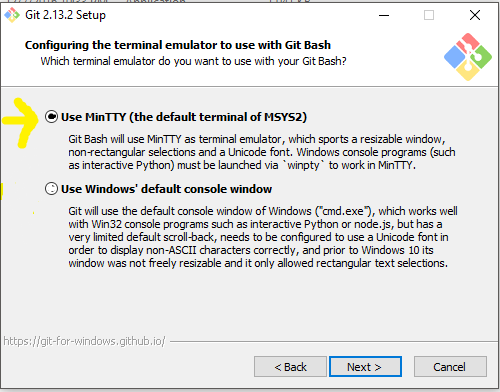 Git 2.13.2 Setup
Configuring the terminal emulator to use with Git Bash
Which terminal emulator do you want to use with your Git Bash?
Use MinTTY (the default terminal of MSYS2)
Git Bash will use MinTTY as terminal emulator, which sports a resizable window,
non-rectangular selections and a Unicode font. Windows console programs (such
as interactive Python) must be launched via `winpty` to work in MinTTY.
Use Windows' default console window
Git will use the default console window of Windows ("cmd.exe"), which works well
with Win32 console programs such as interactive Python or node.js, but has a
very limited default scroll-back, needs to be configured to use a Unicode font in
order to display non-ASCII characters correctly, and prior to Windows 10 its
window was not freely resizable and it only allowed rectangular text selections.
https://git-for-windows.github.io/
< Back
Next >
Cancel